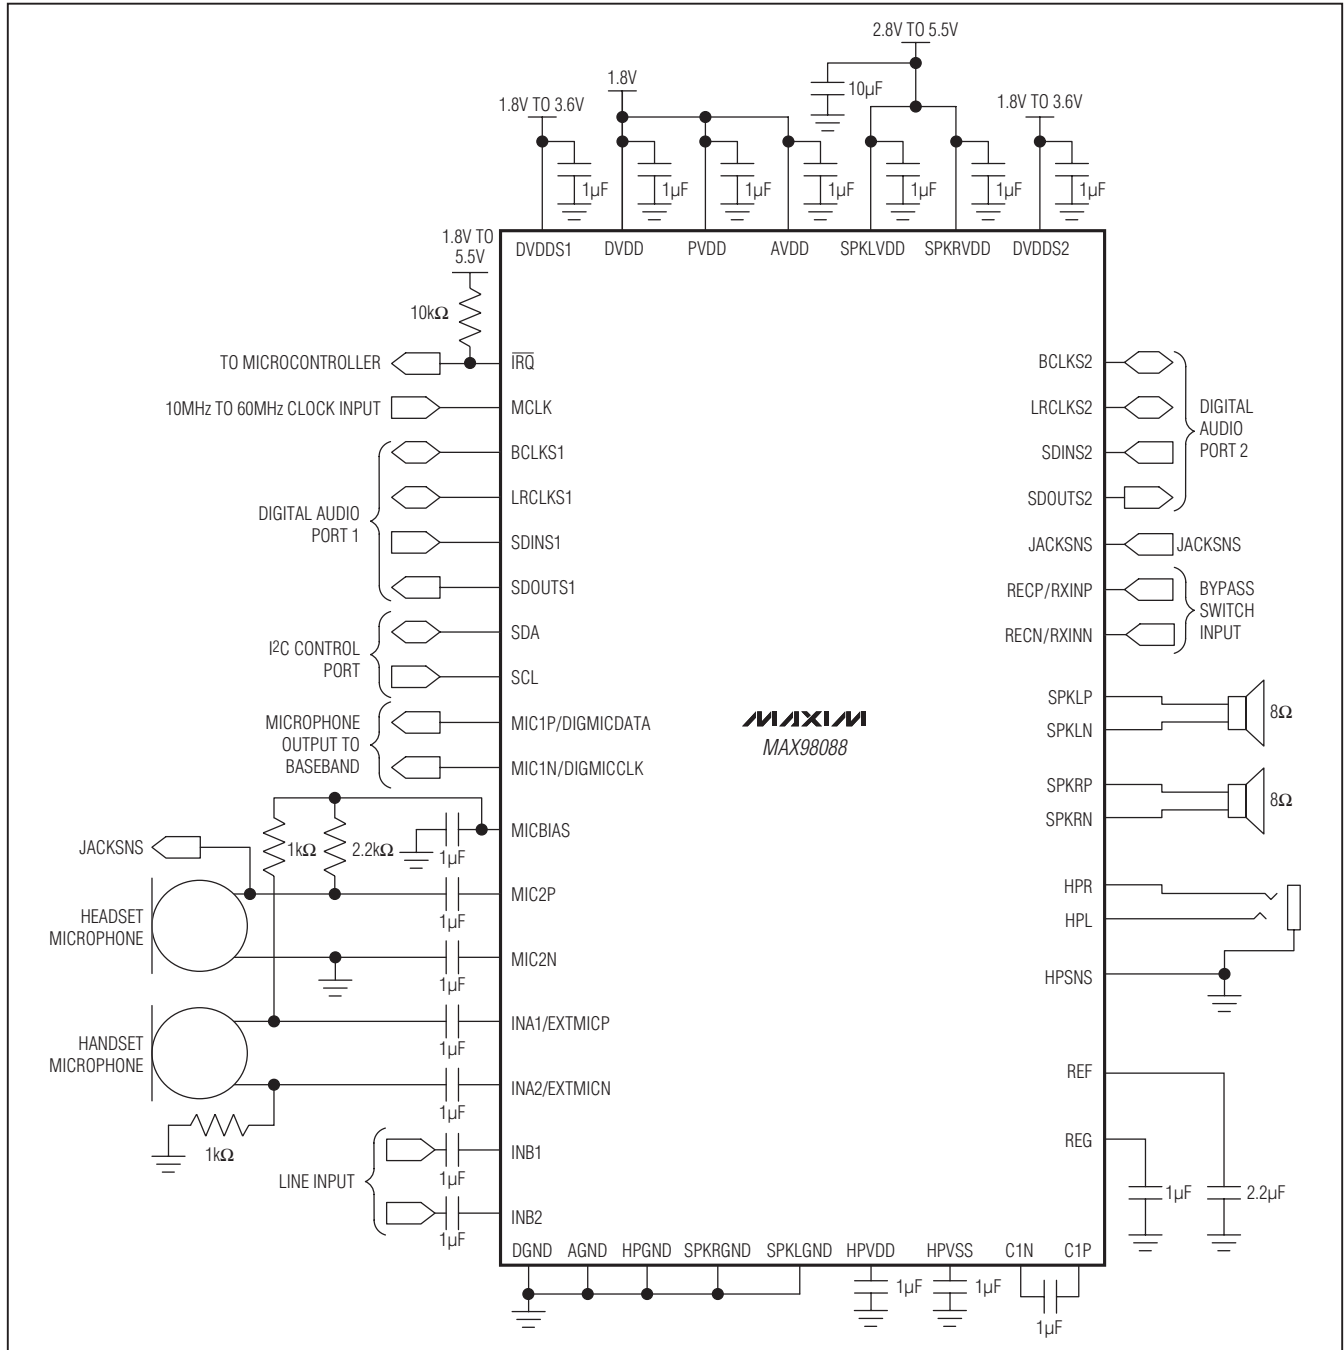 2.8V TO 5.5V
1.8V
10µF
1.8V TO 3.6V
1.8V TO 3.6V
1µF
1µF
1µF
1µF
1µF
1µF
1µF
1.8V TO
5.5V
DVDDS1
DVDD
PVDD
AVDD
SPKLVDD
SPKRVDD
DVDDS2
10kΩ
TO MICROCONTROLLER
IRQ
10MHz TO 60MHz CLOCK INPUT
MCLK
DIGITAL AUDIO
PORT 1
BCLKS1
LRCLKS1
SDINS1
SDOUTS1
I²C CONTROL
PORT
SDA
SCL
MICROPHONE
OUTPUT TO
BASEBAND
MIC1P/DIGMICDATA
MIC1N/DIGMICCLK
MICBIAS
1µF
1kΩ
2.2kΩ
JACKSNS
HEADSET
MICROPHONE
MIC2P
1µF
MIC2N
1µF
HANDSET
MICROPHONE
INA1/EXTMICP
1µF
INA2/EXTMICN
1µF
1kΩ
LINE INPUT
INB1
1µF
INB2
1µF
MAXIM
MAX98088
BCLKS2
LRCLKS2
SDINS2
SDOUTS2
DIGITAL
AUDIO
PORT 2
JACKSNS
JACKSNS
RECP/RXINP
RECN/RXINN
BYPASS
SWITCH
INPUT
SPKLP
SPKLN
8Ω
SPKRP
SPKRN
8Ω
HPR
HPL
HPSNS
REF
REG
1µF
2.2µF
DGND
AGND
HPGND
SPKRGND
SPKLGND
HPVDD
HPVSS
C1N
C1P
1µF
1µF
1µF